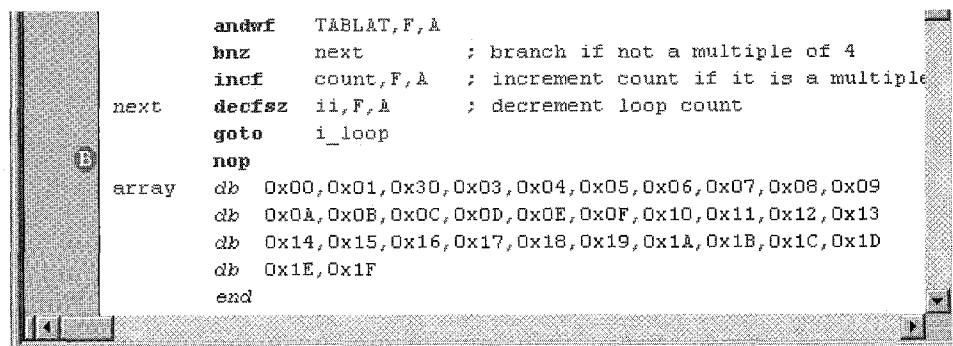 andwf TABLAT,F,A
bnz next ; branch if not a multiple of 4
incf count,F,A ; increment count if it is a multiple
next decfsz ii,F,A ; decrement loop count
goto i_loop
B nop
array db 0x00,0x01,0x30,0x03,0x04,0x05,0x06,0x07,0x08,0x09
db 0x0A,0x0B,0x0C,0x0D,0x0E,0x0F,0x10,0x11,0x12,0x13
db 0x14,0x15,0x16,0x17,0x18,0x19,0x1A,0x1B,0x1C,0x1D
db 0x1E,0x1F
end